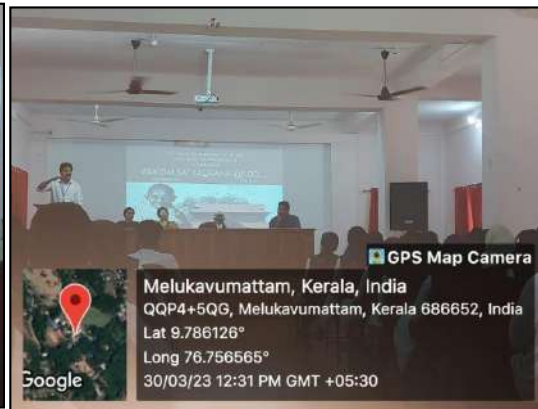 GPS Map Camera
Melukavumattam, Kerala, India
QQP4+5QG, Melukavumattam, Kerala 686652, India
Lat 9.786126°
Long 76.756565°
30/03/23 12:31 PM GMT +05:30
Google